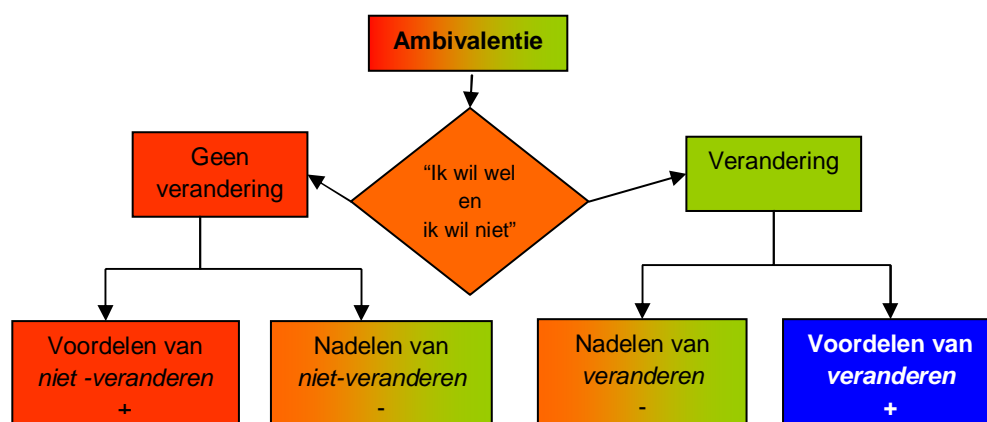 Ambivalentie
“Ik wil wel
en
ik wil niet”
Geen
verandering
Verandering
Voordelen van
niet -veranderen
+
Nadelen van
niet-veranderen
-
Nadelen van
veranderen
-
Voordelen van
veranderen
+